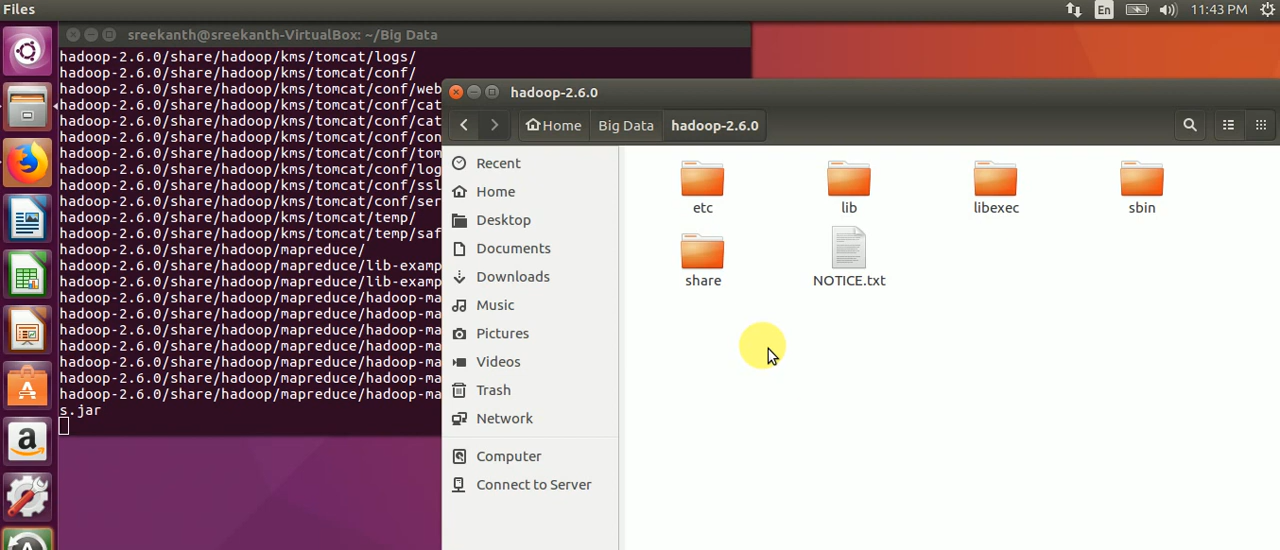 Files
En
11:43 PM
sreekanth@sreekanth-VirtualBox: ~/Big Data
hadoop-2.6.0/share/hadoop/kms/tomcat/logs/
hadoop-2.6.0/share/hadoop/kms/tomcat/conf/
hadoop-2.6.0/share/hadoop/kms/tomcat/conf/web
hadoop-2.6.0/share/hadoop/kms/tomcat/conf/cat
hadoop-2.6.0/share/hadoop/kms/tomcat/conf/cat
hadoop-2.6.0/share/hadoop/kms/tomcat/conf/con
hadoop-2.6.0/share/hadoop/kms/tomcat/conf/tom
hadoop-2.6.0/share/hadoop/kms/tomcat/conf/log
hadoop-2.6.0/share/hadoop/kms/tomcat/conf/ssl
hadoop-2.6.0/share/hadoop/kms/tomcat/conf/ser
hadoop-2.6.0/share/hadoop/kms/tomcat/temp/
hadoop-2.6.0/share/hadoop/kms/tomcat/temp/saf
hadoop-2.6.0/share/hadoop/mapreduce/
hadoop-2.6.0/share/hadoop/mapreduce/lib-examp
hadoop-2.6.0/share/hadoop/mapreduce/lib-examp
hadoop-2.6.0/share/hadoop/mapreduce/hadoop-ma
hadoop-2.6.0/share/hadoop/mapreduce/hadoop-ma
hadoop-2.6.0/share/hadoop/mapreduce/hadoop-ma
hadoop-2.6.0/share/hadoop/mapreduce/hadoop-ma
hadoop-2.6.0/share/hadoop/mapreduce/hadoop-ma
hadoop-2.6.0/share/hadoop/mapreduce/hadoop-ma
s.jar
hadoop-2.6.0
Home
Big Data
hadoop-2.6.0
Recent
Home
Desktop
Documents
Downloads
Music
Pictures
Videos
Trash
Network
Computer
Connect to Server
etc
lib
libexec
sbin
share
NOTICE.txt